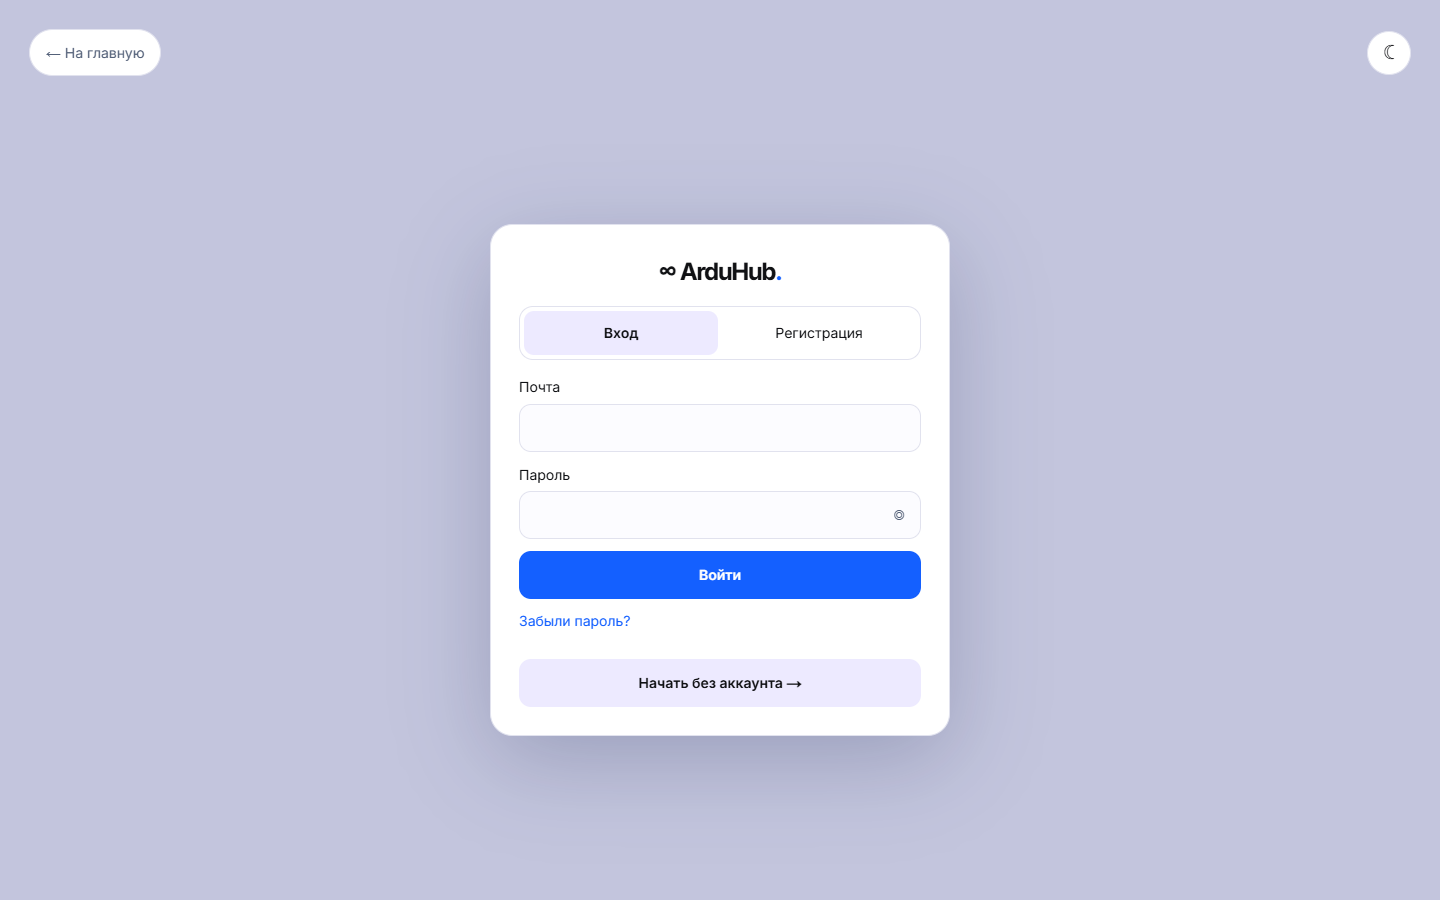 ← На главную
☾
∞ ArduHub.
Вход
Регистрация
Почта
Пароль
Войти
Забыли пароль?
Начать без аккаунта →